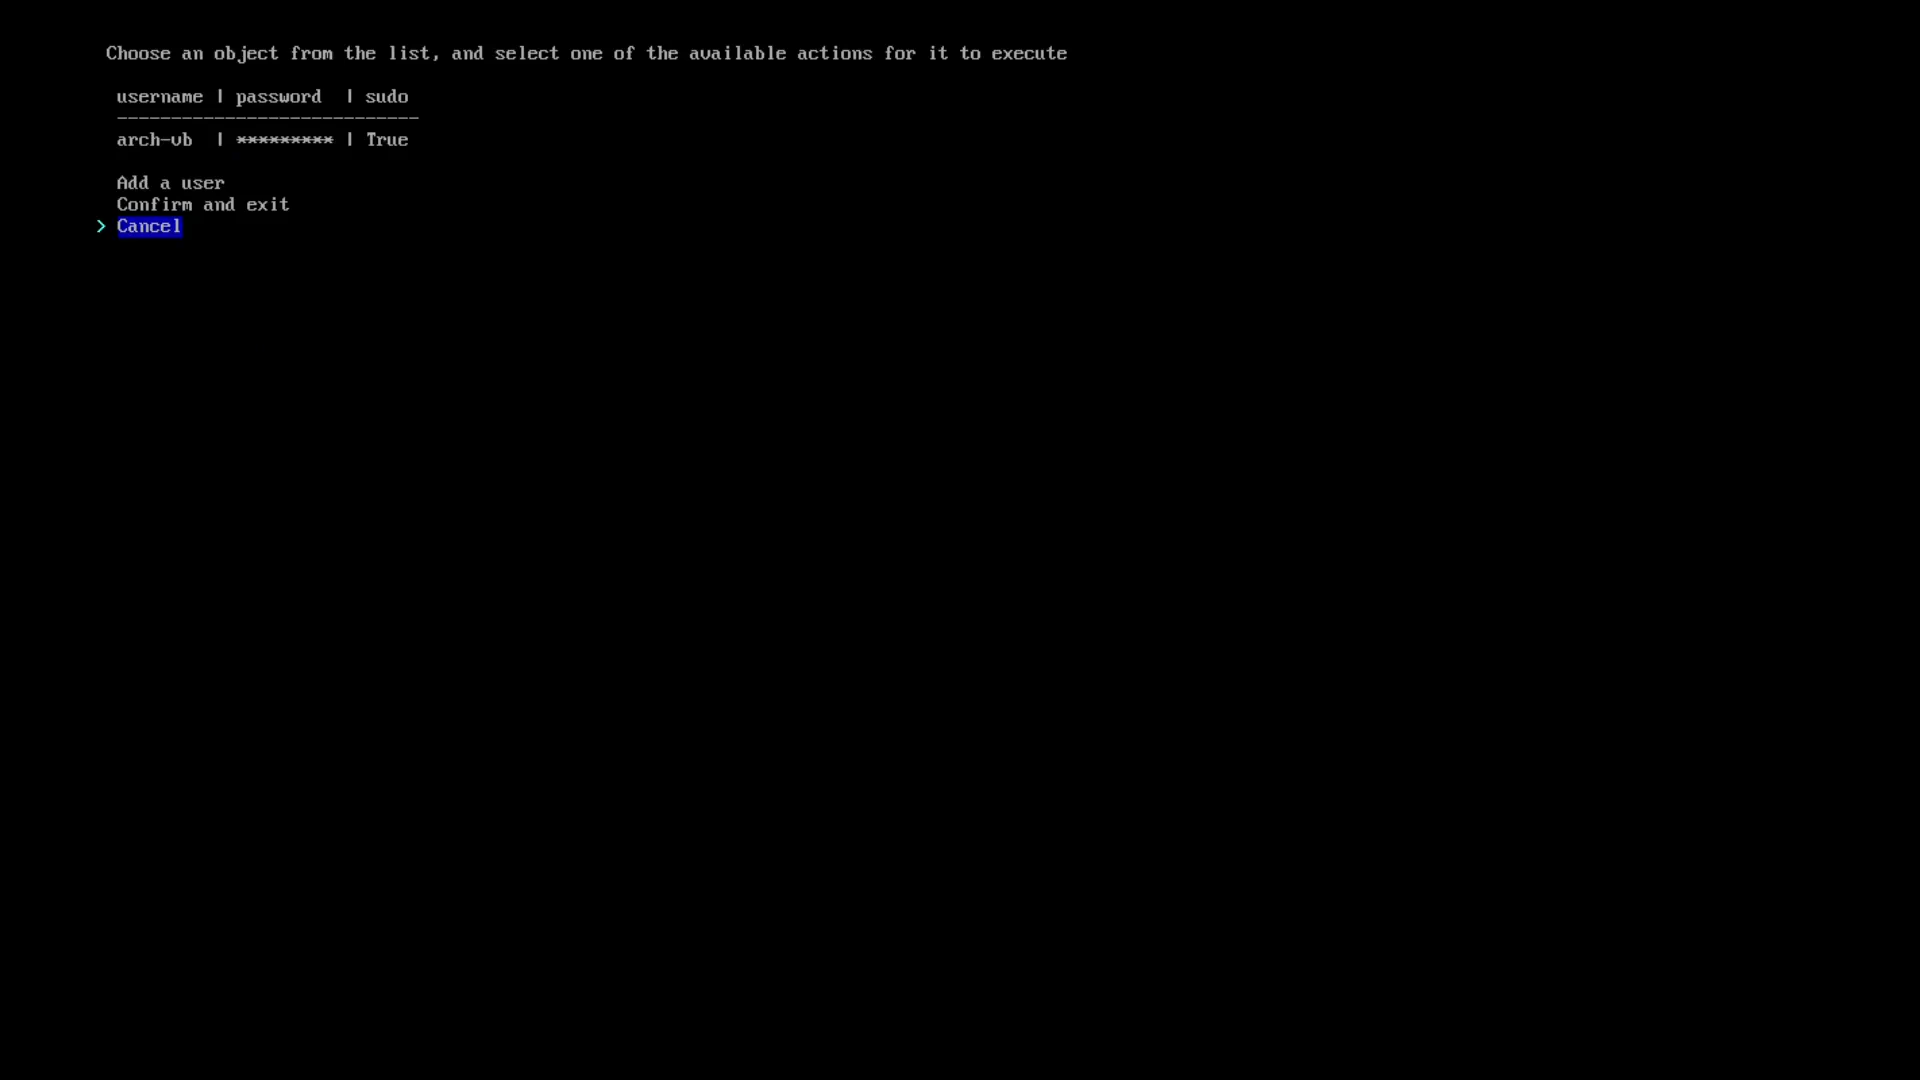 Choose an object from the list, and select one of the available actions for it to execute
username | password  | sudo
----------------------------
arch-vb  | ********* | True
Add a user
Confirm and exit
> Cancel